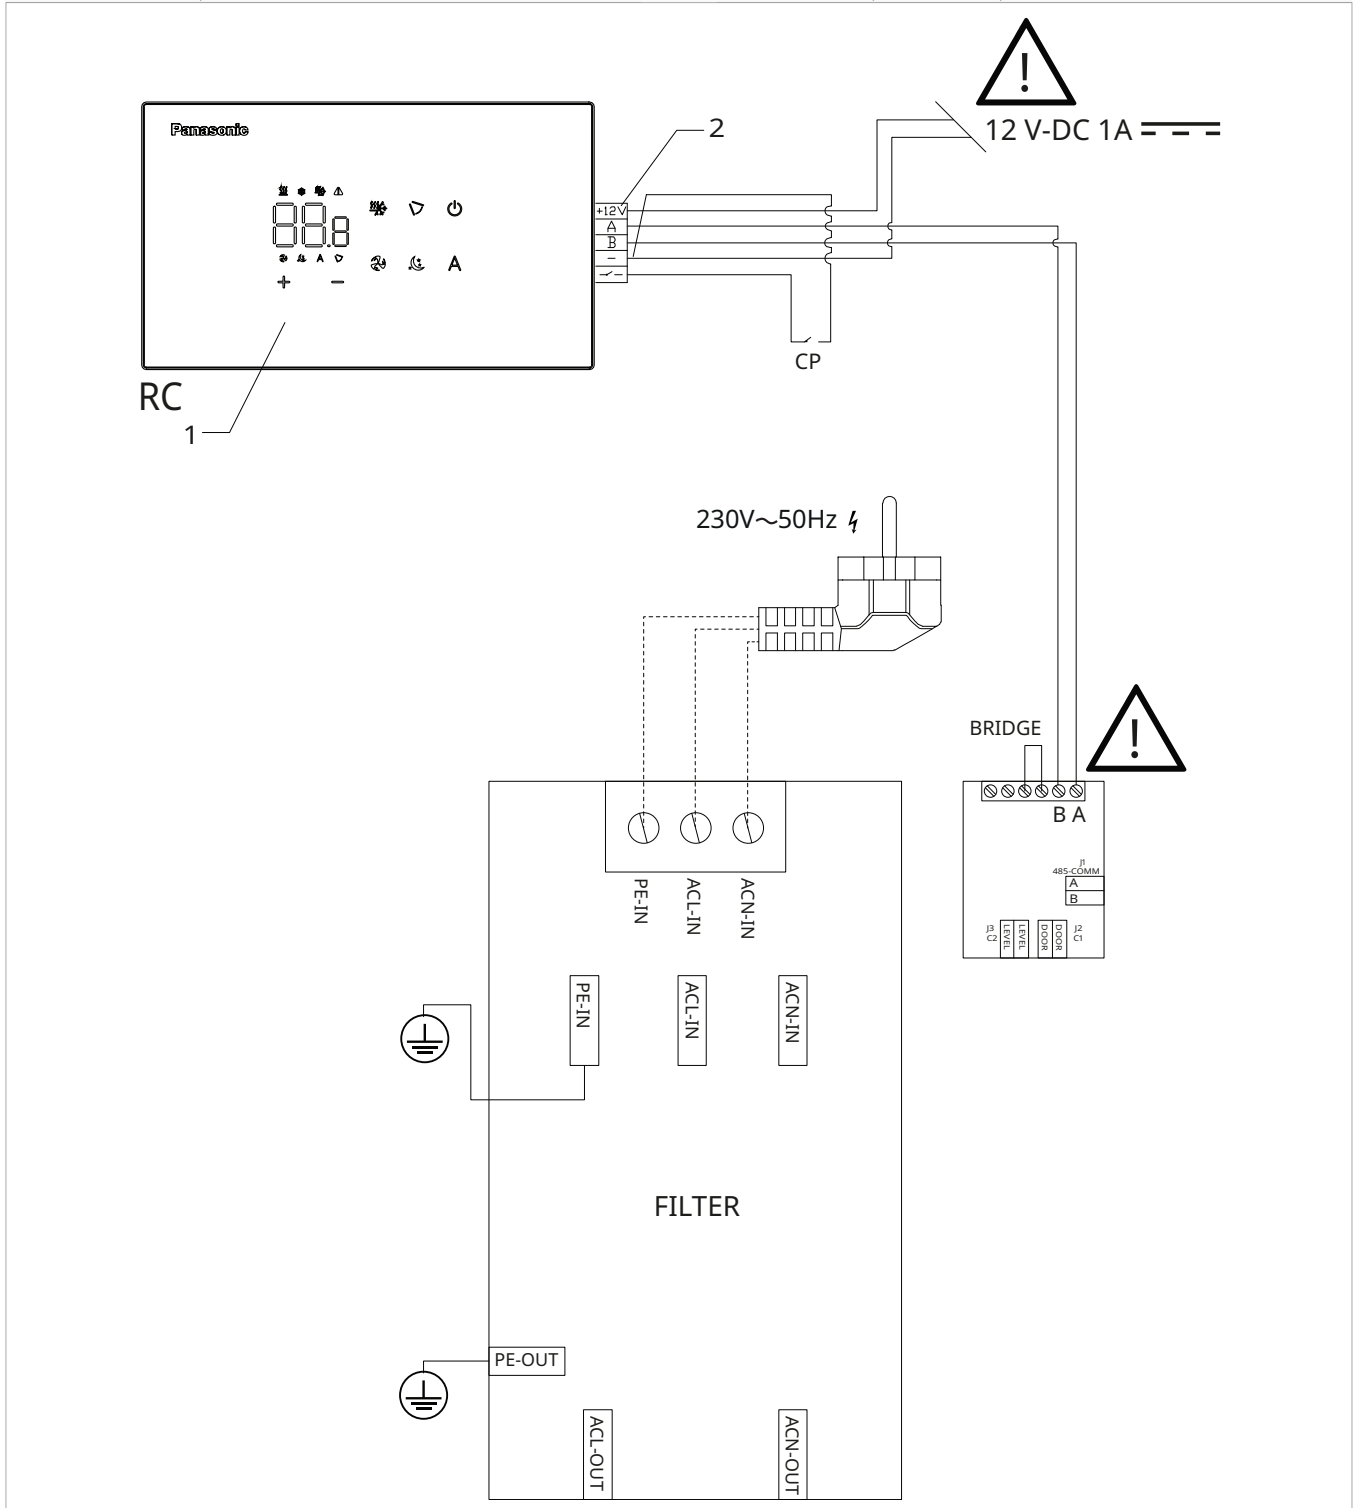 Panasonic
12 V-DC 1A
2
+12V
A
B
-
88.8
A
A
+ -
CP
RC
1
230V~50Hz
BRIDGE
B A
J1
485-COMM
A
B
J3
C2
LEVEL
LEVEL
DOOR
DOOR
J2
C1
PE-IN
ACL-IN
ACN-IN
PE-IN
ACL-IN
ACN-IN
FILTER
PE-OUT
ACL-OUT
ACN-OUT